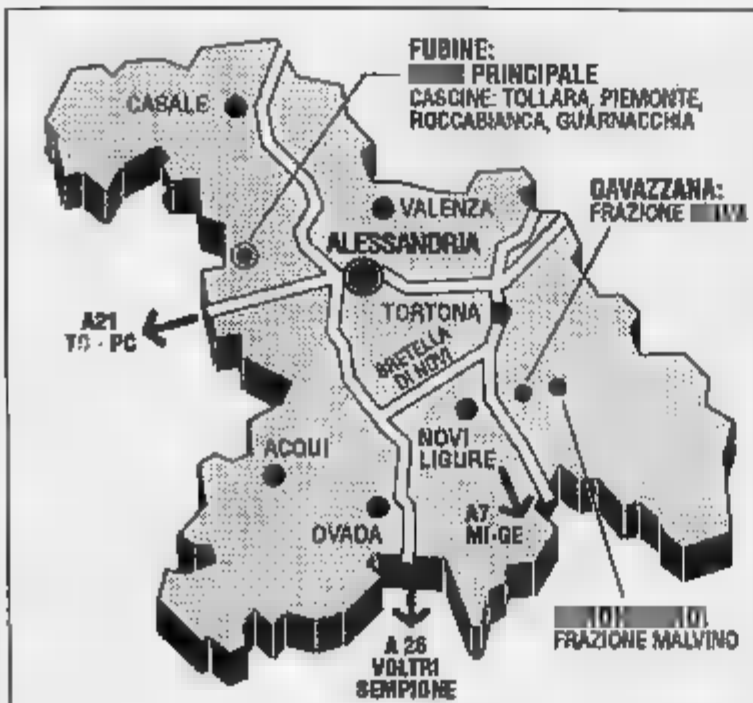 FUBINE:
PRINCIPALE
CASCINE: TOLLARA, PIEMONTE,
ROCCABIANCA, GUARNACCHIA
CASALE
VALENZA
GAVAZZANA:
FRAZIONE
ALESSANDRIA
TORTONA
A21
TO - PC
BRETELLA
DI NOVI
ACQUI
NOVI
LIGURE
OVADA
A7
MI-GE
FRAZIONE MALVINO
A 26
VOLTRI
SEMPIONE